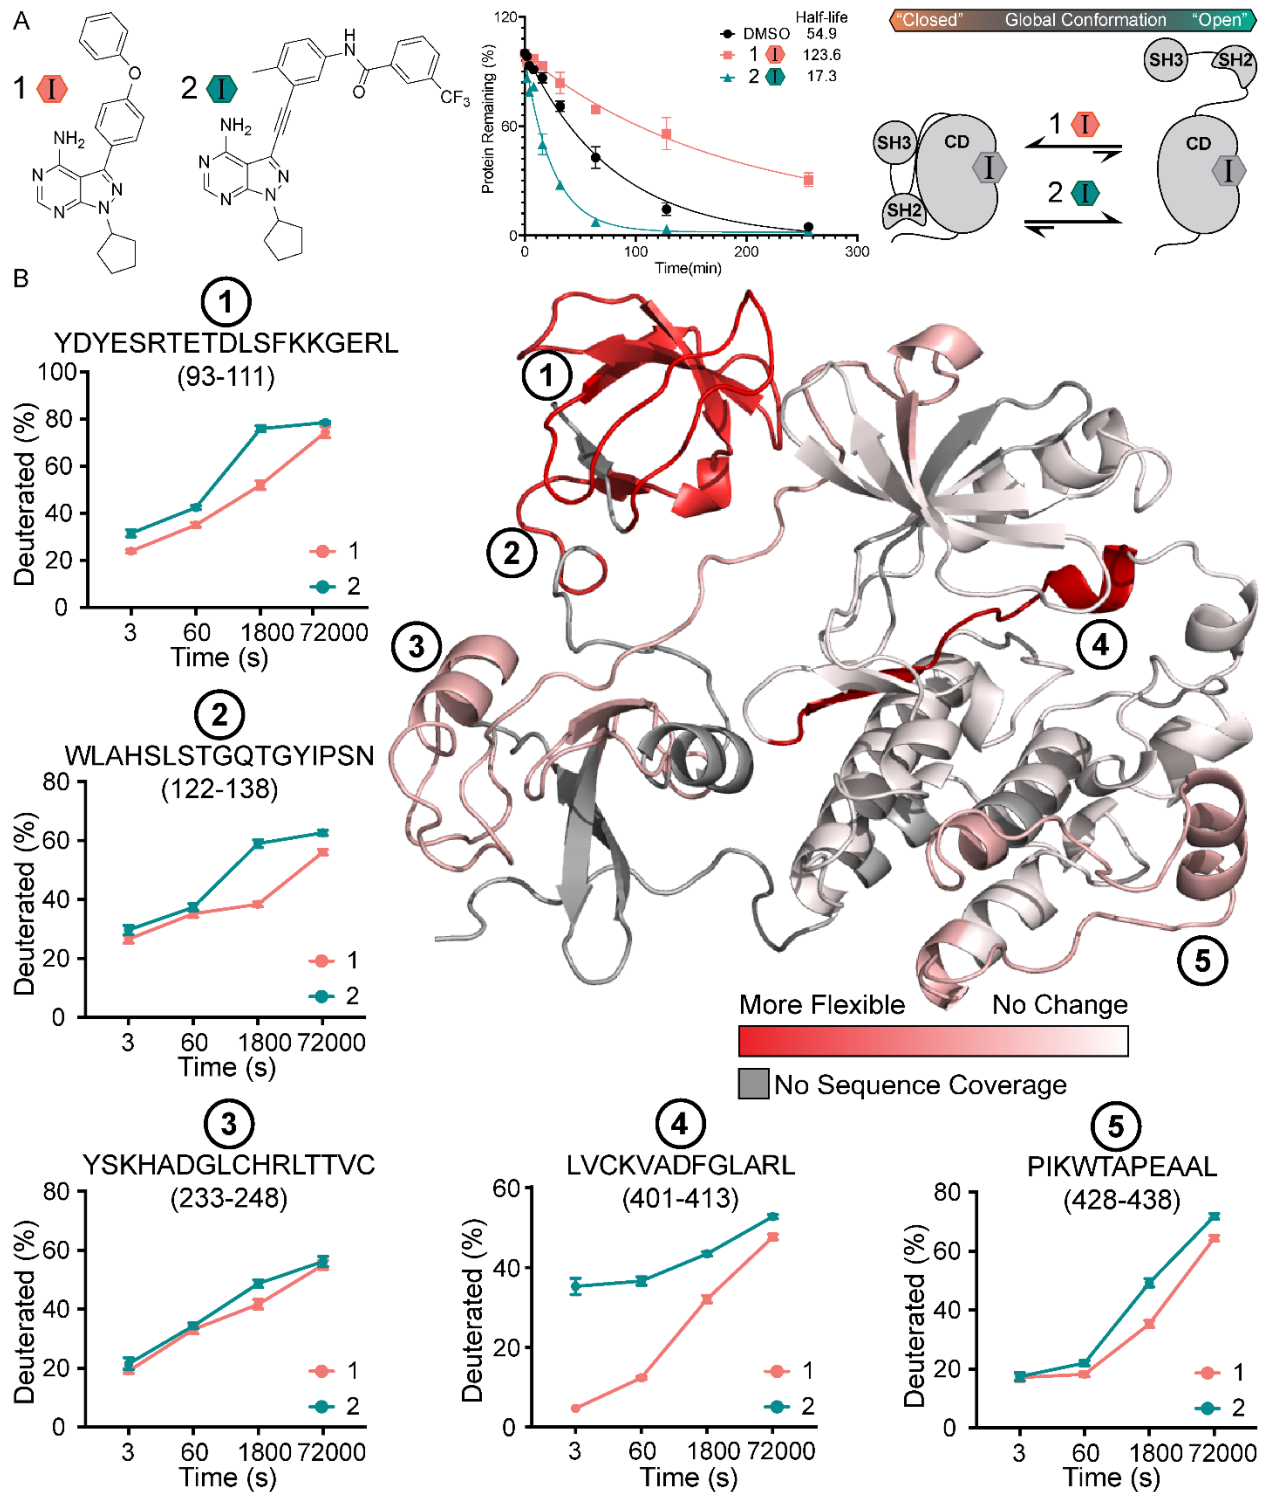 A
1 I
O
NH2
N
N
N
N
N
2 I
H
N
O
CF3
NH2
N
N
N
N
N
Protein Remaining (%)
120
60
0
0
100
200
300
Time(min)
Half-life
DMSO 54.9
1 I 123.6
2 I 17.3
"Closed" Global Conformation "Open"
SH3
CD
I
SH2
1 I
2 I
SH3
SH2
CD
I
B
1
YDYESRTETDLSFKKGERL
(93-111)
Deuterated (%)
100
80
60
40
20
0
1
2
3 60 1800 72000
Time (s)
2
WLAHSLSTGQTGYIPSN
(122-138)
Deuterated (%)
80
60
40
20
0
1
2
3 60 1800 72000
Time (s)
1
2
3
4
5
More Flexible No Change
No Sequence Coverage
3
YSKHADGLCHRLTTVC
(233-248)
Deuterated (%)
80
60
40
20
0
1
2
3 60 1800 72000
Time (s)
4
LVCKVADFGLARL
(401-413)
Deuterated (%)
60
40
20
0
1
2
3 60 1800 72000
Time (s)
5
PIKWTAPEAAL
(428-438)
Deuterated (%)
80
60
40
20
0
1
2
3 60 1800 72000
Time (s)